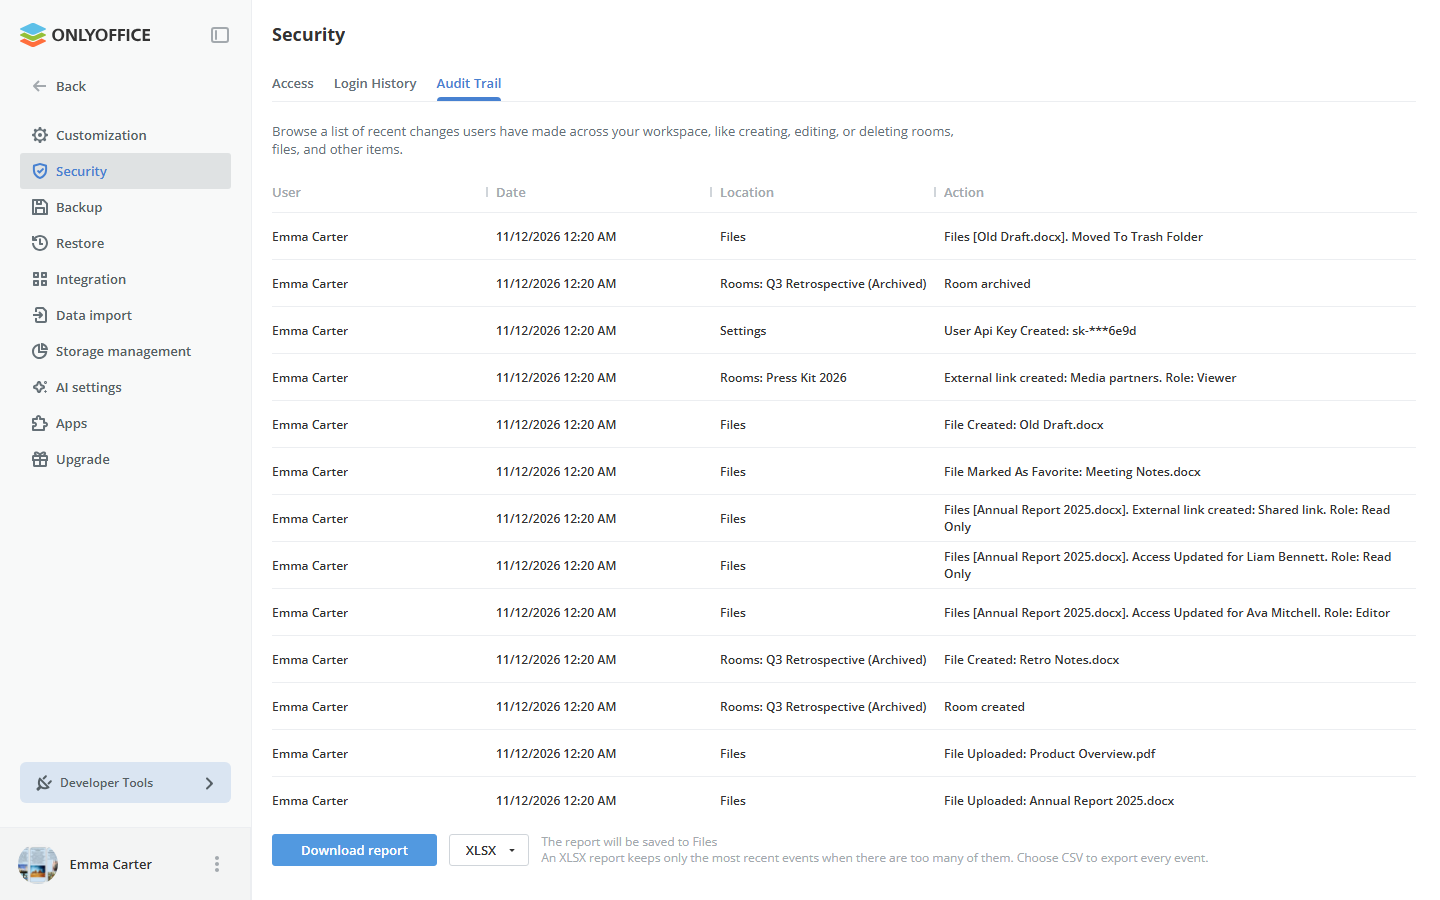 ONLYOFFICE
Back
Customization
Security
Backup
Restore
Integration
Data import
Storage management
AI settings
Apps
Upgrade
Developer Tools
Emma Carter
Security
Access Login History Audit Trail
Browse a list of recent changes users have made across your workspace, like creating, editing, or deleting rooms,
files, and other items.
User Date Location Action
Emma Carter 11/12/2026 12:20 AM Files Files [Old Draft.docx]. Moved To Trash Folder
Emma Carter 11/12/2026 12:20 AM Rooms: Q3 Retrospective (Archived) Room archived
Emma Carter 11/12/2026 12:20 AM Settings User Api Key Created: sk-***6e9d
Emma Carter 11/12/2026 12:20 AM Rooms: Press Kit 2026 External link created: Media partners. Role: Viewer
Emma Carter 11/12/2026 12:20 AM Files File Created: Old Draft.docx
Emma Carter 11/12/2026 12:20 AM Files File Marked As Favorite: Meeting Notes.docx
Emma Carter 11/12/2026 12:20 AM Files Files [Annual Report 2025.docx]. External link created: Shared link. Role: Read
Only
Emma Carter 11/12/2026 12:20 AM Files Files [Annual Report 2025.docx]. Access Updated for Liam Bennett. Role: Read
Only
Emma Carter 11/12/2026 12:20 AM Files Files [Annual Report 2025.docx]. Access Updated for Ava Mitchell. Role: Editor
Emma Carter 11/12/2026 12:20 AM Rooms: Q3 Retrospective (Archived) File Created: Retro Notes.docx
Emma Carter 11/12/2026 12:20 AM Rooms: Q3 Retrospective (Archived) Room created
Emma Carter 11/12/2026 12:20 AM Files File Uploaded: Product Overview.pdf
Emma Carter 11/12/2026 12:20 AM Files File Uploaded: Annual Report 2025.docx
Download report XLSX
The report will be saved to Files
An XLSX report keeps only the most recent events when there are too many of them. Choose CSV to export every event.